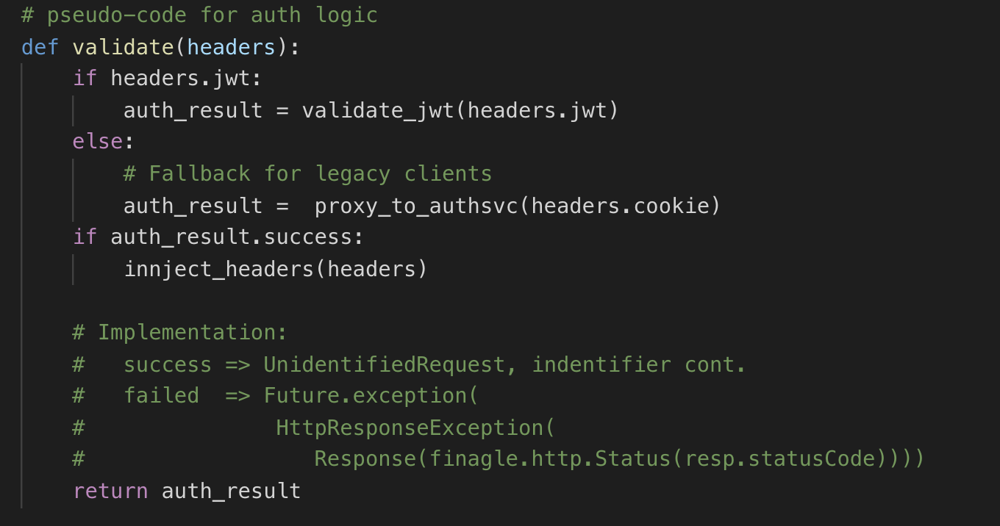 # pseudo-code for auth logic
def validate(headers):
    if headers.jwt:
        auth_result = validate_jwt(headers.jwt)
    else:
        # Fallback for legacy clients
        auth_result =  proxy_to_authsvc(headers.cookie)
    if auth_result.success:
        innject_headers(headers)

    # Implementation:
    #   success => UnidentifiedRequest, indentifier cont.
    #   failed  => Future.exception(
    #               HttpResponseException(
    #                  Response(finagle.http.Status(resp.statusCode))))
    return auth_result